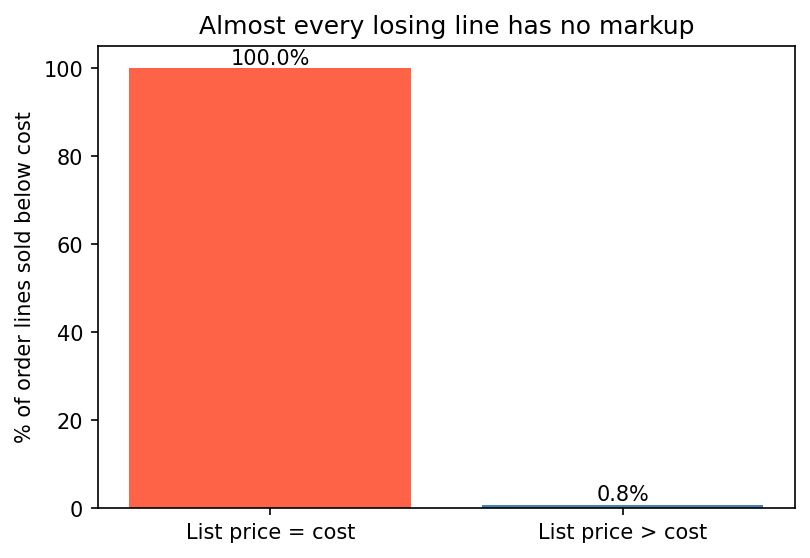 Almost every losing line has no markup
% of order lines sold below cost
100
80
60
40
20
0
100.0%
0.8%
List price = cost
List price > cost